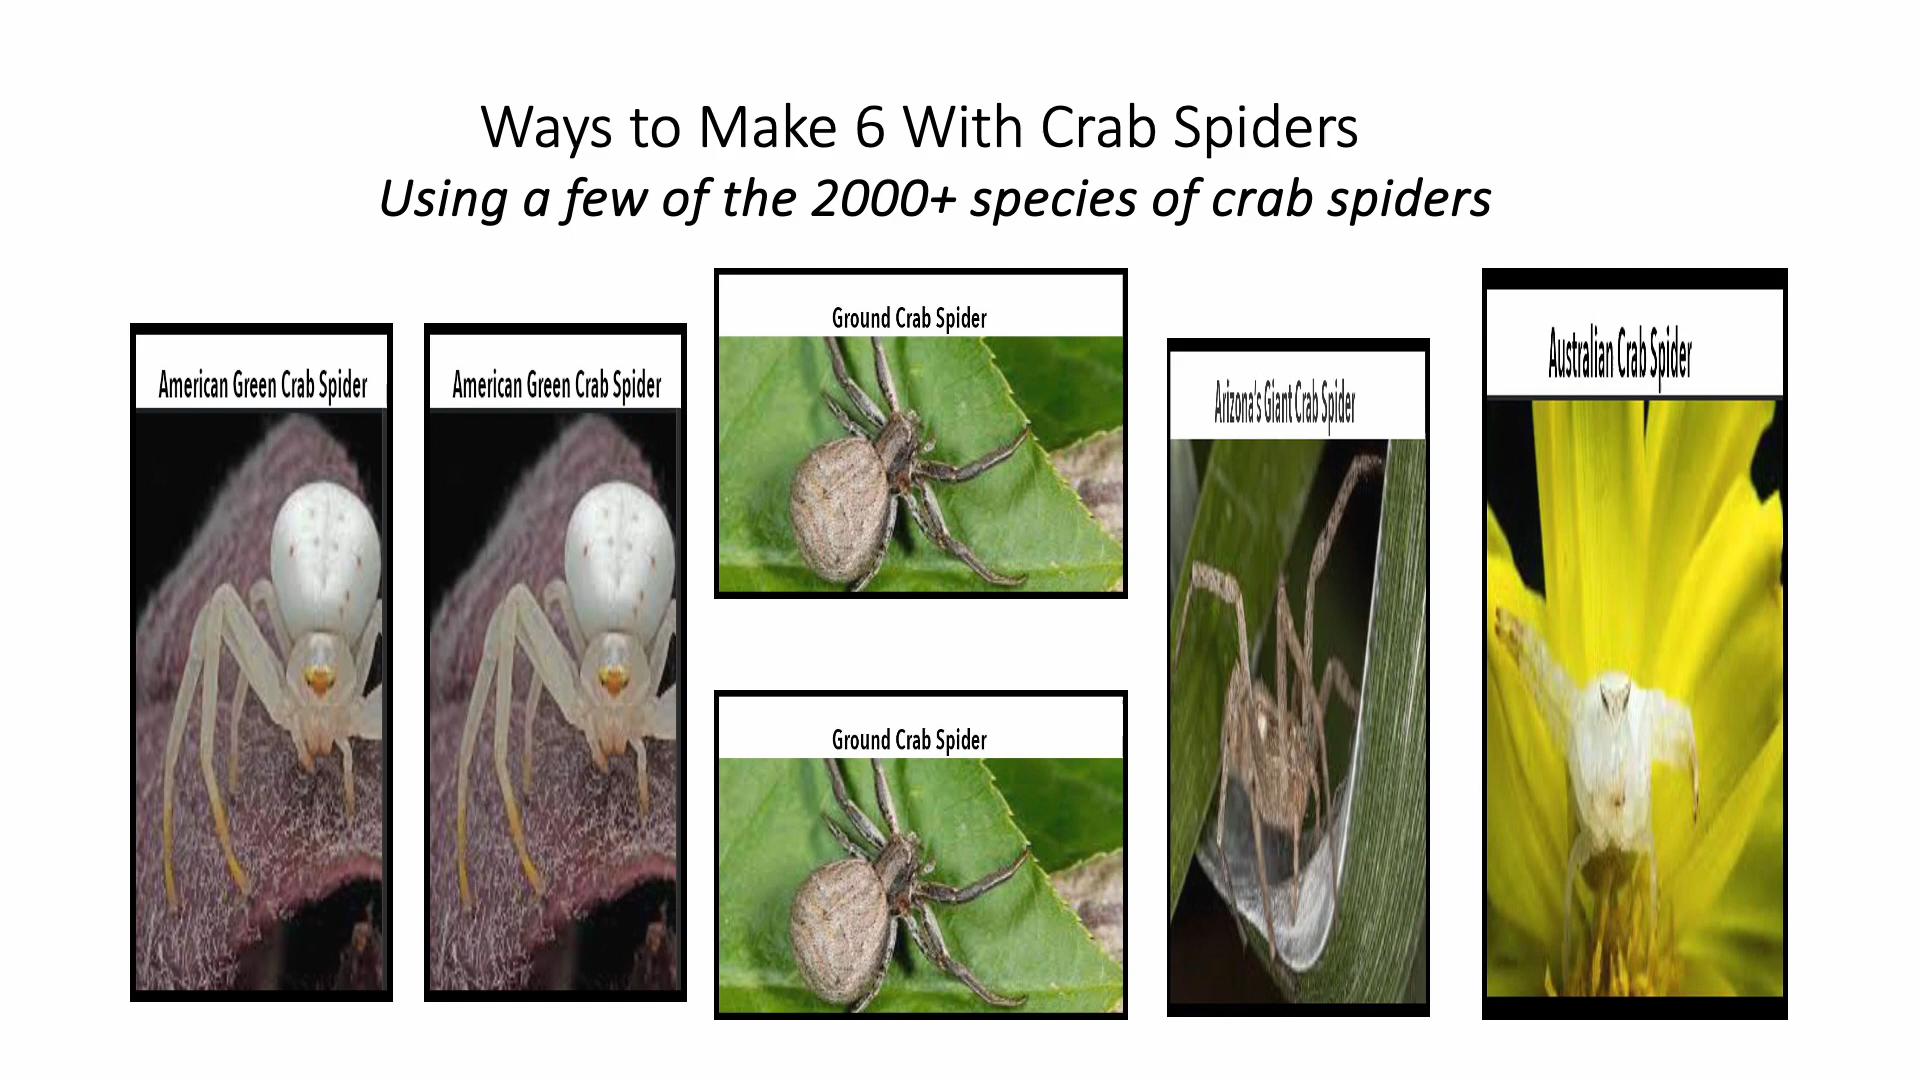 Ways to Make 6 With Crab Spiders
Using a few of the 2000+ species of crab spiders
American Green Crab Spider
American Green Crab Spider
Ground Crab Spider
Ground Crab Spider
Arizona's Giant Crab Spider
Australian Crab Spider